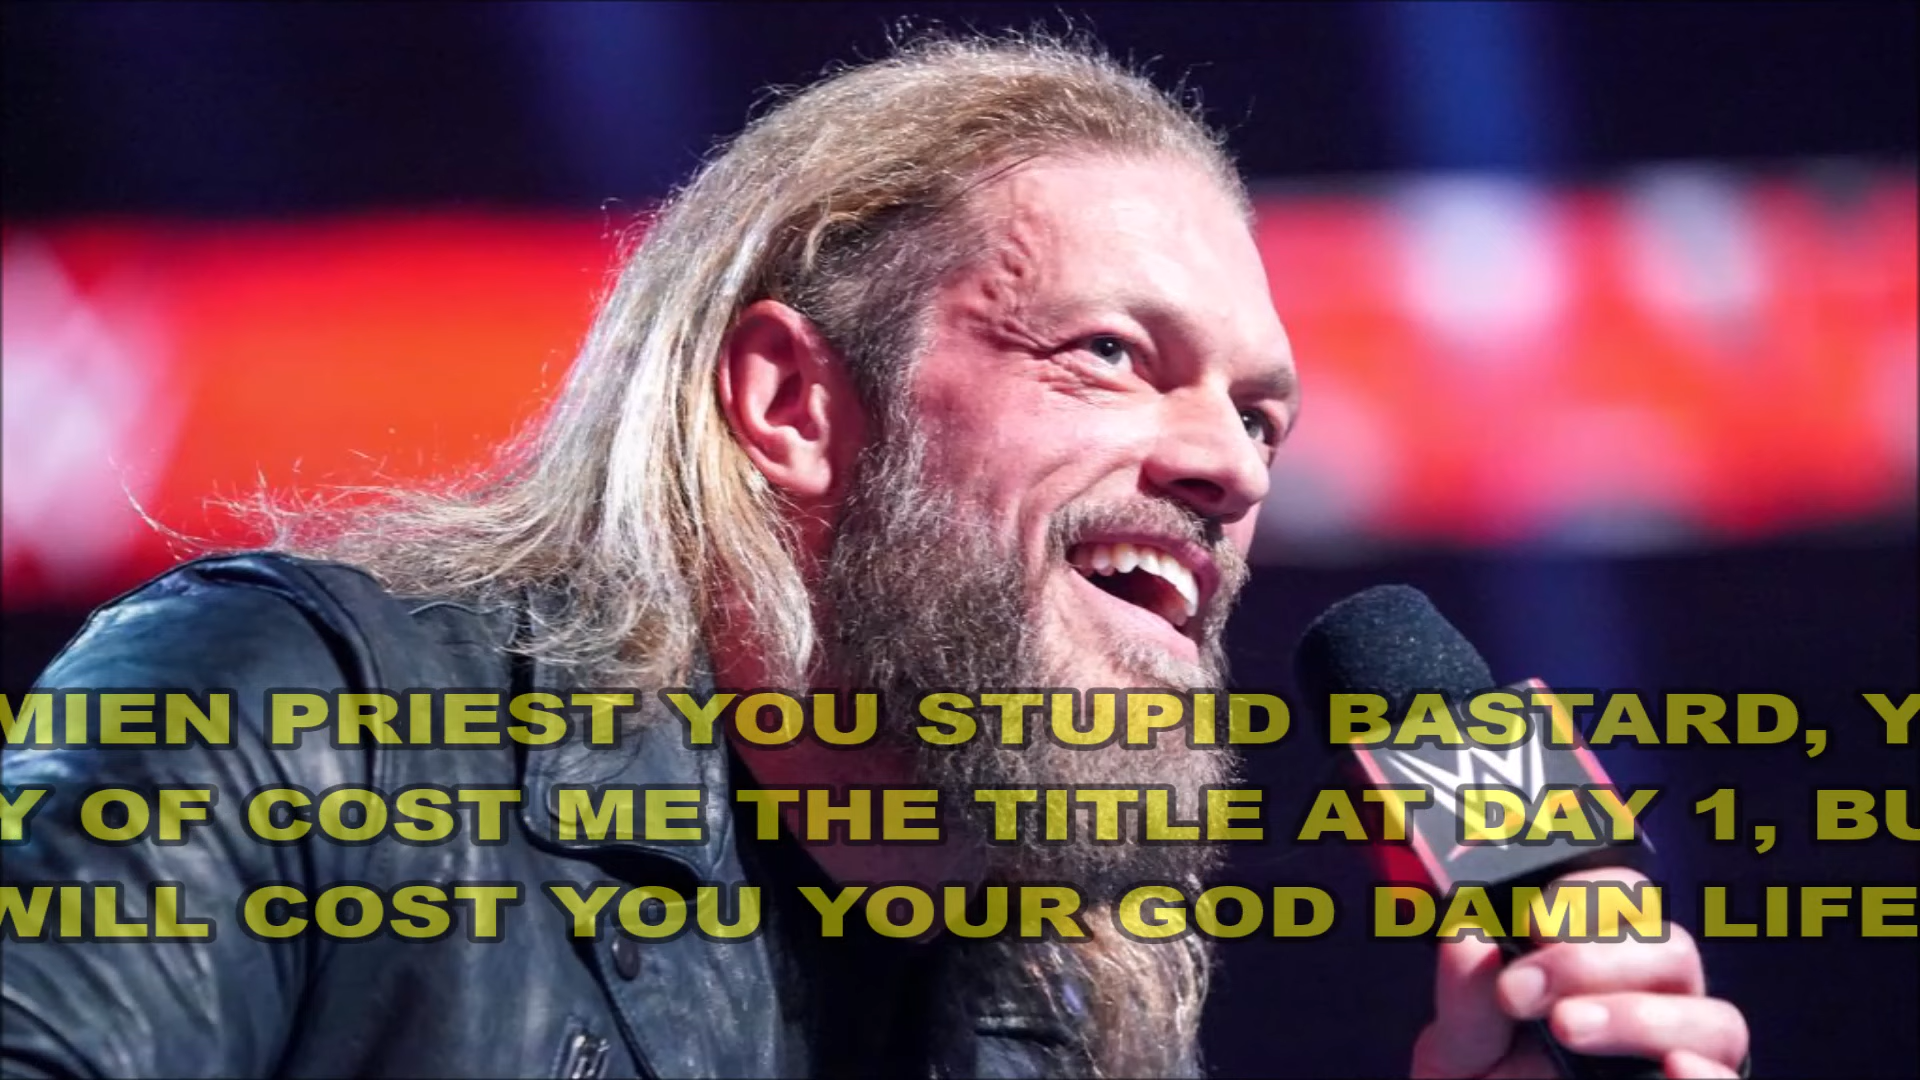 MIEN PRIEST YOU STUPID BASTARD, Y
Y OF COST ME THE TITLE AT DAY 1, BU
WILL COST YOU YOUR GOD DAMN LIFE